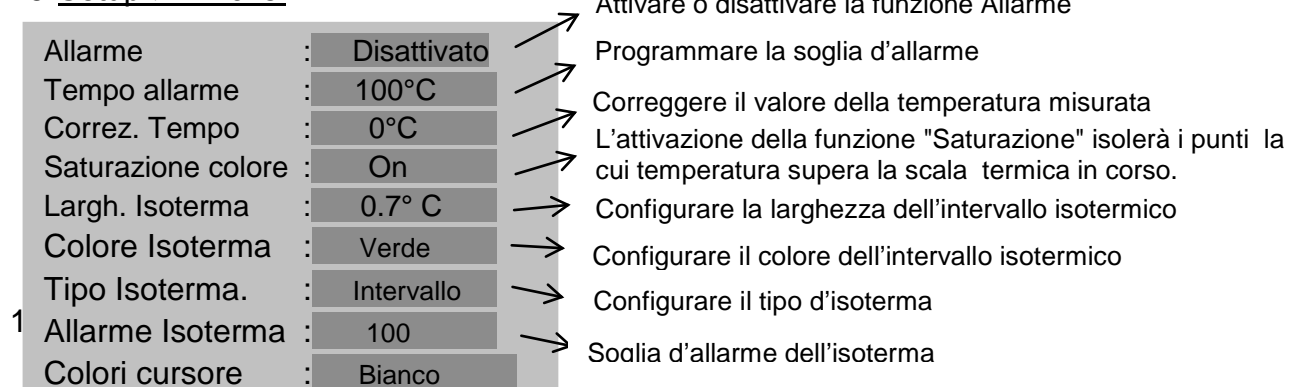 Attivare o disattivare la funzione Allarme
Allarme : Disattivato
Programmare la soglia d'allarme
Tempo allarme : 100°C
Correggere il valore della temperatura misurata
Correz. Tempo : 0°C
L'attivazione della funzione "Saturazione" isolerà i punti la
cui temperatura supera la scala termica in corso.
Saturazione colore : On
Largh. Isoterma : 0.7° C
Configurare la larghezza dell'intervallo isotermico
Colore Isoterma : Verde
Configurare il colore dell'intervallo isotermico
Tipo Isoterma. : Intervallo
Configurare il tipo d'isoterma
1
Allarme Isoterma : 100
Soglia d'allarme dell'isoterma
Colori cursore : Bianco